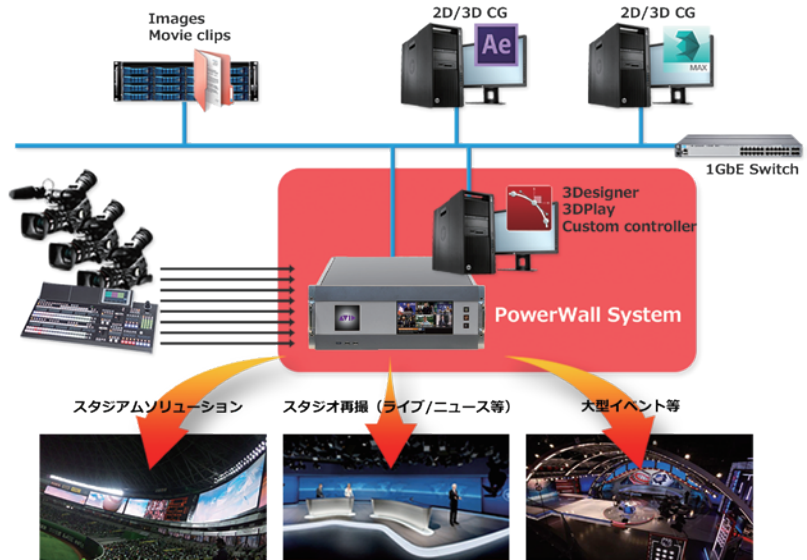 Images
Movie clips
2D/3D CG
2D/3D CG
Ae
MAX
1GbE Switch
3Designer
3DPlay
Custom controller
AVID
PowerWall System
スタジアムソリューション
スタジオ再撮（ライブ/ニュース等）
大型イベント等